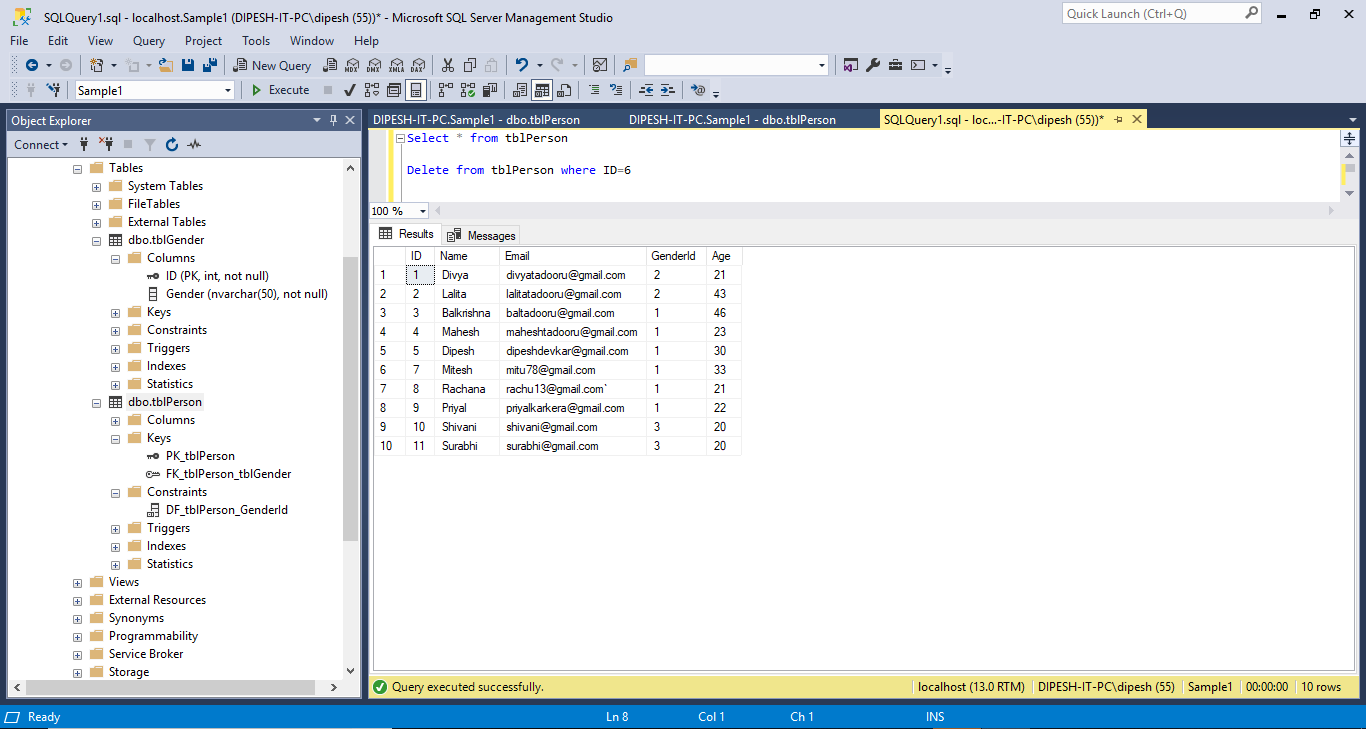 SQLQuery1.sql - localhost.Sample1 (DIPESH-IT-PC\dipesh (55))* - Microsoft SQL Server Management Studio
Quick Launch (Ctrl+Q)
File Edit View Query Project Tools Window Help
New Query MDX DMX XMLA DAX
Sample1 Execute
Object Explorer
Connect
Tables
System Tables
FileTables
External Tables
dbo.tblGender
Columns
ID (PK, int, not null)
Gender (nvarchar(50), not null)
Keys
Constraints
Triggers
Indexes
Statistics
dbo.tblPerson
Columns
Keys
PK_tblPerson
FK_tblPerson_tblGender
Constraints
DF_tblPerson_GenderId
Triggers
Indexes
Statistics
Views
External Resources
Synonyms
Programmability
Service Broker
Storage
DIPESH-IT-PC.Sample1 - dbo.tblPerson DIPESH-IT-PC.Sample1 - dbo.tblPerson SQLQuery1.sql - loc...-IT-PC\dipesh (55))*
Select * from tblPerson
Delete from tblPerson where ID=6
100 %
Results Messages
ID Name Email GenderId Age
1 1 Divya divyatadooru@gmail.com 2 21
2 2 Lalita lalitatadooru@gmail.com 2 43
3 3 Balkrishna baltadooru@gmail.com 1 46
4 4 Mahesh maheshtadooru@gmail.com 1 23
5 5 Dipesh dipeshdevkar@gmail.com 1 30
6 7 Mitesh mitu78@gmail.com 1 33
7 8 Rachana rachu13@gmail.com` 1 21
8 9 Priyal priyalkarkera@gmail.com 1 22
9 10 Shivani shivani@gmail.com 3 20
10 11 Surabhi surabhi@gmail.com 3 20
Query executed successfully. localhost (13.0 RTM) DIPESH-IT-PC\dipesh (55) Sample1 00:00:00 10 rows
Ready Ln 8 Col 1 Ch 1 INS